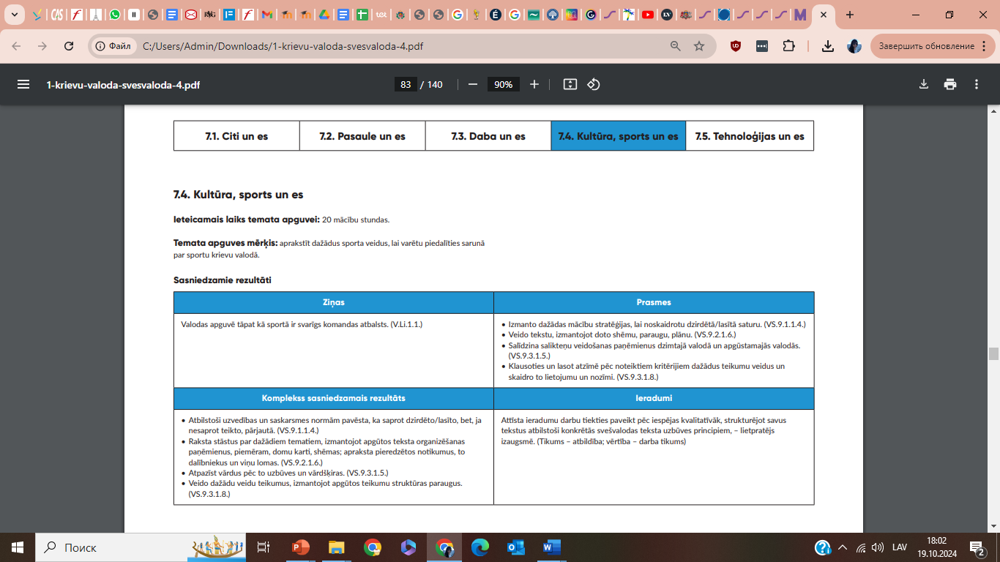 Файл
C:/Users/Admin/Downloads/1-krievu-valoda-svesvaloda-4.pdf
Завершить обновление
1-krievu-valoda-svesvaloda-4.pdf
83 / 140
90%
7.1. Citi un es
7.2. Pasaule un es
7.3. Daba un es
7.4. Kultūra, sports un es
7.5. Tehnoloģijas un es
7.4. Kultūra, sports un es
Ieteicamais laiks temata apguvei: 20 mācību stundas.
Temata apguves mērķis: aprakstīt dažādus sporta veidus, lai varētu piedalīties sarunā
par sportu krievu valodā.
Sasniedzamie rezultāti
Ziņas
Valodas apguvē tāpat kā sportā ir svarīgs komandas atbalsts. (V.Li.1.1.)
Prasmes
• Izmanto dažādas mācību stratēģijas, lai noskaidrotu dzirdētā/lasītā saturu. (VS.9.1.1.4.)
• Veido tekstu, izmantojot doto shēmu, paraugu, plānu. (VS.9.2.1.6.)
• Salīdzina salikteņu veidošanas paņēmienus dzimtajā valodā un apgūstamajās valodās.
(VS.9.3.1.5.)
• Klausoties un lasot atzīmē pēc noteiktiem kritērijiem dažādus teikumu veidus un
skaidro to lietojumu un nozīmi. (VS.9.3.1.8.)
Komplekss sasniedzamais rezultāts
• Atbilstoši uzvedības un saskarsmes normām pavēsta, ka saprot dzirdēto/lasīto, bet, ja
nesaprot teikto, pārjautā. (VS.9.1.1.4.)
• Raksta stāstus par dažādiem tematiem, izmantojot apgūtos teksta organizēšanas
paņēmienus, piemēram, domu karti, shēmas; apraksta pieredzētos notikumus, to
dalībniekus un viņu lomas. (VS.9.2.1.6.)
• Atpazīst vārdus pēc to uzbūves un vārdšķiras. (VS.9.3.1.5.)
• Veido dažādu veidu teikumus, izmantojot apgūtos teikumu struktūras paraugus.
(VS.9.3.1.8.)
Ieradumi
Attīsta ieradumu darbu tiekties paveikt pēc iespējas kvalitatīvāk, strukturējot savus
tekstus atbilstoši konkrētās svešvalodas teksta uzbūves principiem, – lietpratējs
izaugsmē. (Tikums – atbildība; vērtība – darba tikums)
Поиск
LAV
18:02
19.10.2024
2